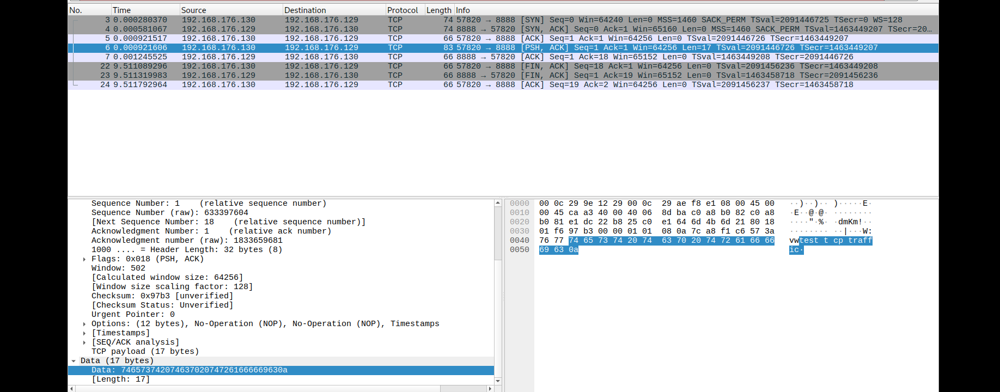 No. Time Source Destination Protocol Length Info
3 0.000280370 192.168.176.130 192.168.176.129 TCP 74 57820 → 8888 [SYN] Seq=0 Win=64240 Len=0 MSS=1460 SACK_PERM TSval=2091446725 TSecr=0 WS=128
4 0.000581067 192.168.176.129 192.168.176.130 TCP 74 8888 → 57820 [SYN, ACK] Seq=0 Ack=1 Win=65160 Len=0 MSS=1460 SACK_PERM TSval=1463449207 TSecr=20…
5 0.000921517 192.168.176.130 192.168.176.129 TCP 66 57820 → 8888 [ACK] Seq=1 Ack=1 Win=64256 Len=0 TSval=2091446726 TSecr=1463449207
6 0.000921606 192.168.176.130 192.168.176.129 TCP 83 57820 → 8888 [PSH, ACK] Seq=1 Ack=1 Win=64256 Len=17 TSval=2091446726 TSecr=1463449207
7 0.001245525 192.168.176.129 192.168.176.130 TCP 66 8888 → 57820 [ACK] Seq=1 Ack=18 Win=65152 Len=0 TSval=1463449208 TSecr=2091446726
22 9.511089296 192.168.176.130 192.168.176.129 TCP 66 57820 → 8888 [FIN, ACK] Seq=18 Ack=1 Win=64256 Len=0 TSval=2091456236 TSecr=1463449208
23 9.511319983 192.168.176.129 192.168.176.130 TCP 66 8888 → 57820 [FIN, ACK] Seq=1 Ack=19 Win=65152 Len=0 TSval=1463458718 TSecr=2091456236
24 9.511792964 192.168.176.130 192.168.176.129 TCP 66 57820 → 8888 [ACK] Seq=19 Ack=2 Win=64256 Len=0 TSval=2091456237 TSecr=1463458718
Sequence Number: 1    (relative sequence number)
Sequence Number (raw): 633397604
[Next Sequence Number: 18    (relative sequence number)]
Acknowledgment Number: 1    (relative ack number)
Acknowledgment number (raw): 1833659681
1000 .... = Header Length: 32 bytes (8)
Flags: 0x018 (PSH, ACK)
Window: 502
[Calculated window size: 64256]
[Window size scaling factor: 128]
Checksum: 0x97b3 [unverified]
[Checksum Status: Unverified]
Urgent Pointer: 0
Options: (12 bytes), No-Operation (NOP), No-Operation (NOP), Timestamps
[Timestamps]
[SEQ/ACK analysis]
TCP payload (17 bytes)
Data (17 bytes)
Data: 746573742074637020747261666669630a
[Length: 17]
0000 00 0c 29 9e 12 29 00 0c 29 ae f8 e1 08 00 45 00 ··)··)·· )·····E·
0010 00 45 ca a3 40 00 40 06 8d ba c0 a8 b0 82 c0 a8 ·E··@·@· ········
0020 b0 81 e1 dc 22 b8 25 c0 e1 64 6d 4b 6d 21 80 18 ····"·%· ·dmKm!··
0030 01 f6 97 b3 00 00 01 01 08 0a 7c a8 f1 c6 57 3a ········ ··|···W:
0040 76 77 74 65 73 74 20 74 63 70 20 74 72 61 66 66 vwtest t cp traff
0050 69 63 0a ic·